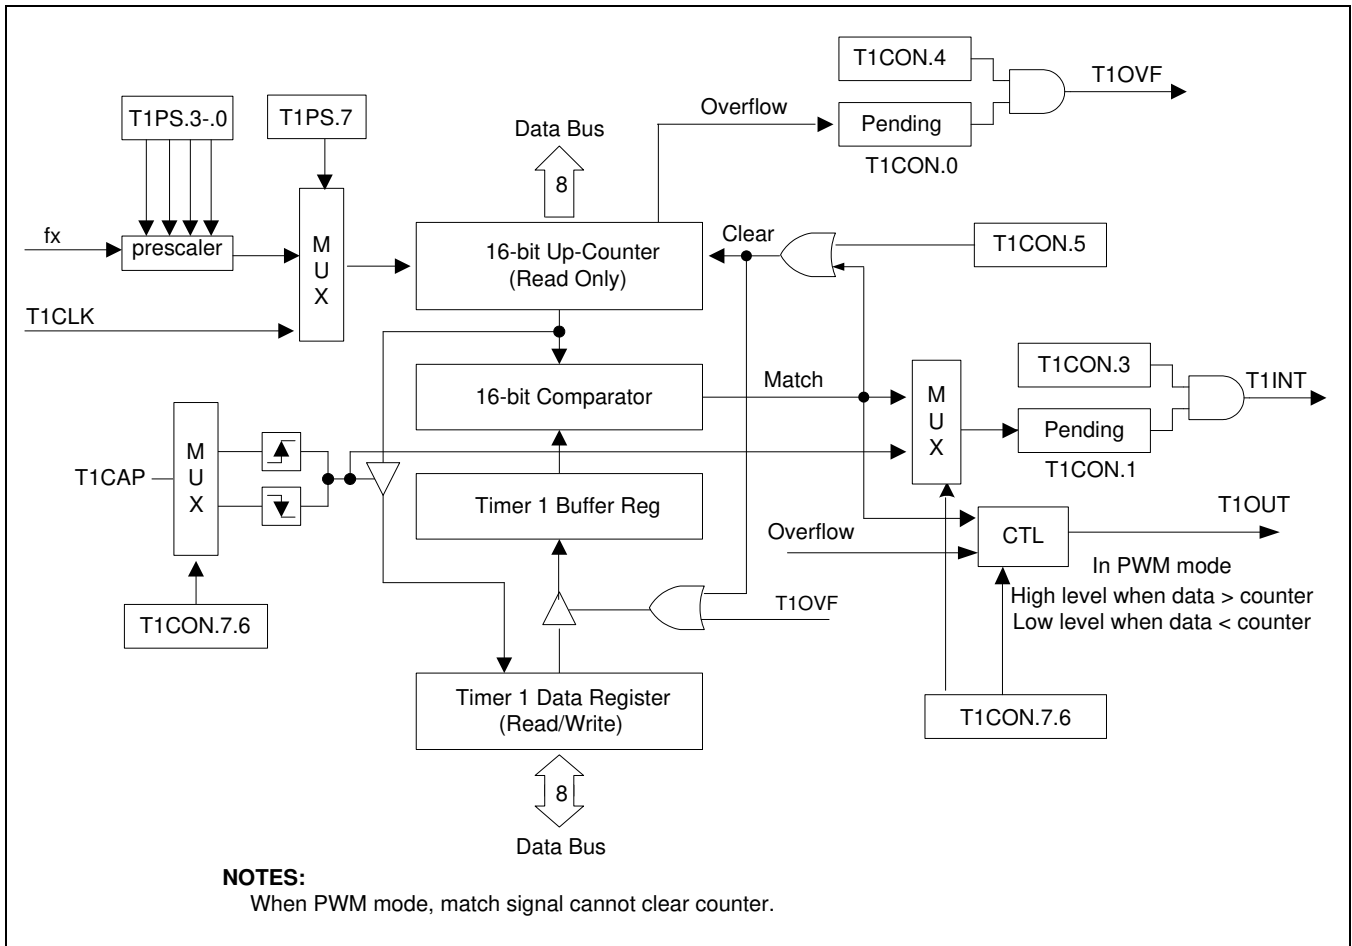 T1CON.4
T1OVF
Overflow
Pending
T1CON.0
T1PS.3-.0
T1PS.7
Data Bus
8
fx
prescaler
M
U
X
T1CLK
16-bit Up-Counter
(Read Only)
Clear
T1CON.5
16-bit Comparator
Match
M
U
X
T1CON.3
T1INT
Pending
T1CON.1
T1CAP
M
U
X
T1CON.7.6
Timer 1 Buffer Reg
Overflow
CTL
T1OUT
In PWM mode
High level when data > counter
Low level when data < counter
T1OVF
Timer 1 Data Register
(Read/Write)
T1CON.7.6
8
Data Bus
NOTES:
When PWM mode, match signal cannot clear counter.